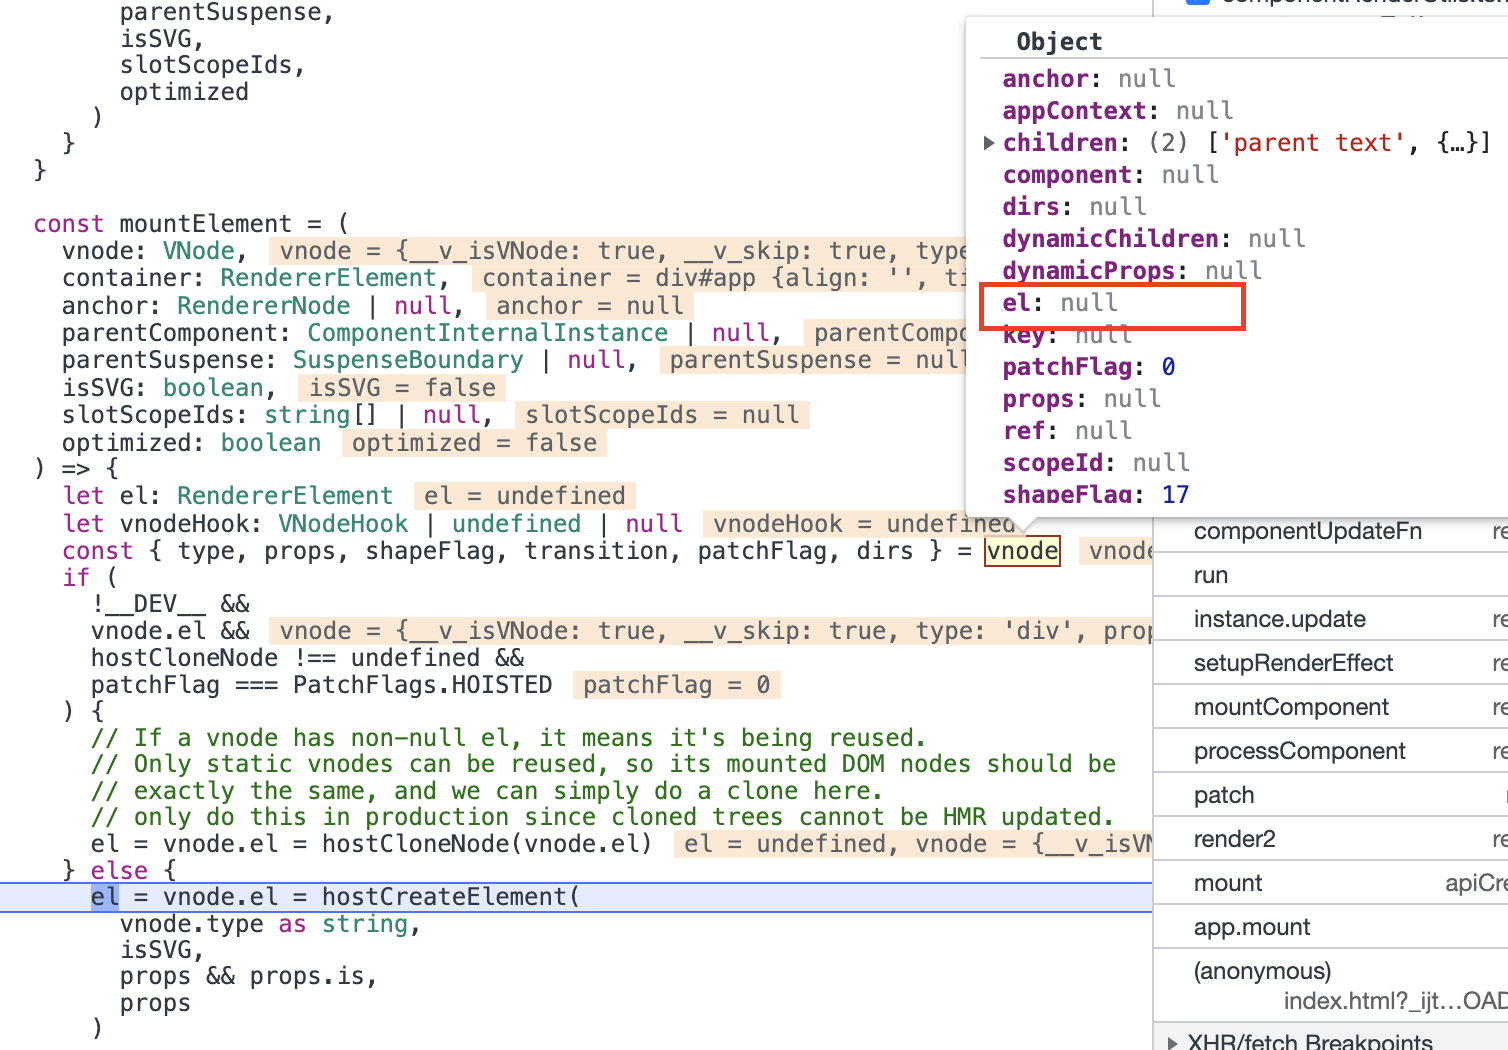 parentSuspense,
isSVG,
slotScopeIds,
optimized
)
}
}
const mountElement = (
vnode: VNode, vnode = {__v_isVNode: true, __v_skip: true, type
container: RendererElement, container = div#app {align: '', ti
anchor: RendererNode | null, anchor = null
parentComponent: ComponentInternalInstance | null, parentCompo
parentSuspense: SuspenseBoundary | null, parentSuspense = null
isSVG: boolean, isSVG = false
slotScopeIds: string[] | null, slotScopeIds = null
optimized: boolean optimized = false
) => {
let el: RendererElement el = undefined
let vnodeHook: VNodeHook | undefined | null vnodeHook = undefined
const { type, props, shapeFlag, transition, patchFlag, dirs } = vnode vnode
if (
!__DEV__ &&
vnode.el && vnode = {__v_isVNode: true, __v_skip: true, type: 'div', prop
hostCloneNode !== undefined &&
patchFlag === PatchFlags.HOISTED patchFlag = 0
) {
// If a vnode has non-null el, it means it's being reused.
// Only static vnodes can be reused, so its mounted DOM nodes should be
// exactly the same, and we can simply do a clone here.
// only do this in production since cloned trees cannot be HMR updated.
el = vnode.el = hostCloneNode(vnode.el) el = undefined, vnode = {__v_isVN
} else {
el = vnode.el = hostCreateElement(
vnode.type as string,
isSVG,
props && props.is,
props
)
Object
anchor: null
appContext: null
▶ children: (2) ['parent text', {…}]
component: null
dirs: null
dynamicChildren: null
dynamicProps: null
el: null
key: null
patchFlag: 0
props: null
ref: null
scopeId: null
shapeFlag: 17
componentUpdateFn re
run
instance.update re
setupRenderEffect re
mountComponent re
processComponent re
patch
render2 re
mount apiCre
app.mount
(anonymous)
index.html?_ijt…OAD
▶ XHR/fetch Breakpoints